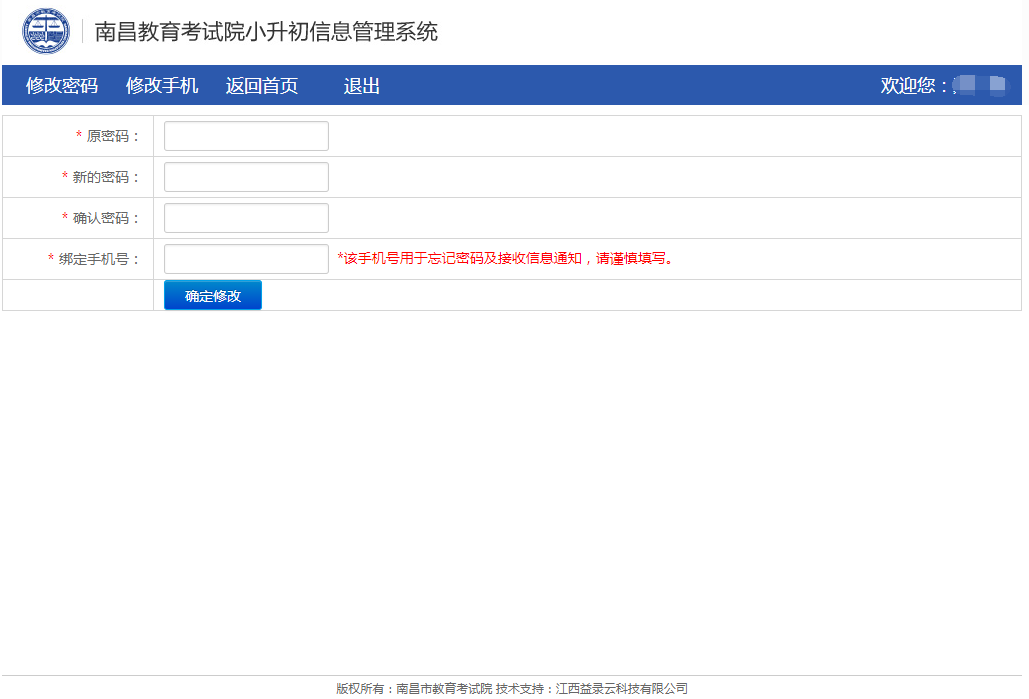 南昌教育考试院小升初信息管理系统
修改密码 修改手机 返回首页 退出 欢迎您：
* 原密码：
* 新的密码：
* 确认密码：
* 绑定手机号： *该手机号用于忘记密码及接收信息通知，请谨慎填写。
确定修改
版权所有：南昌市教育考试院 技术支持：江西益录云科技有限公司